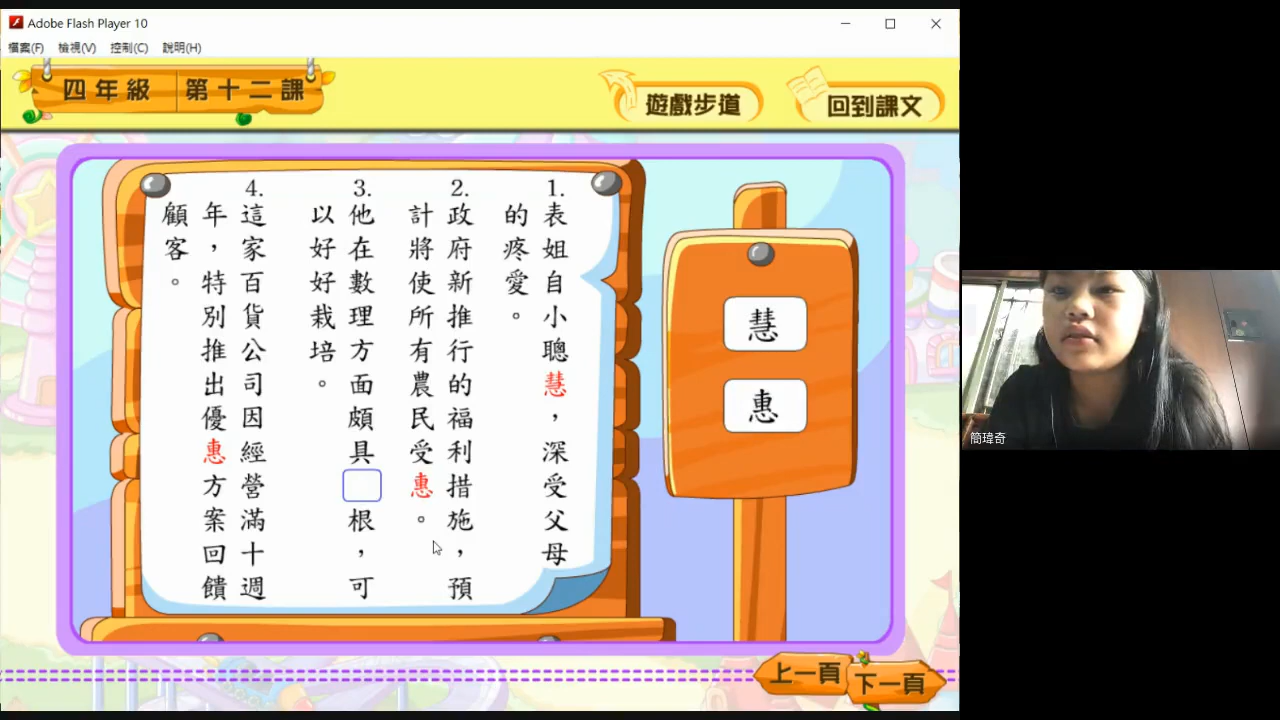 Adobe Flash Player 10
檔案(F) 檢視(V) 控制(C) 說明(H)
四年級 第十二課
遊戲步道
回到課文
1.表姐自小聰慧，深受父母
的疼愛。
2.政府新推行的福利措施，預
計將使所有農民受惠。
3.他在數理方面頗具 根，可
以好好栽培。
4.這家百貨公司因經營滿十週
年，特別推出優惠方案回饋
顧客。
慧
惠
簡瑋奇
上一頁
下一頁